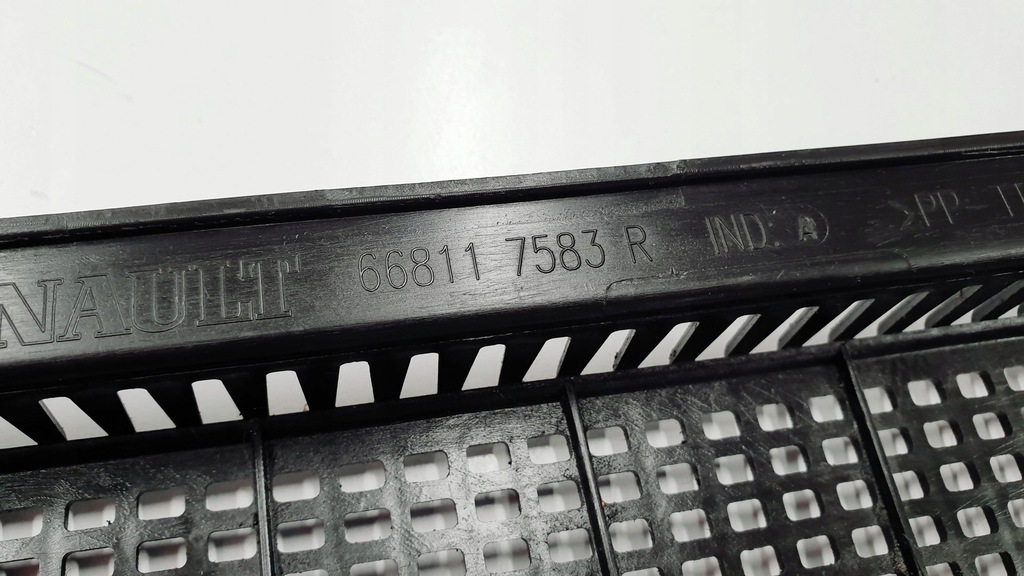 NAULT 66811 7583 R IND: A >PP-